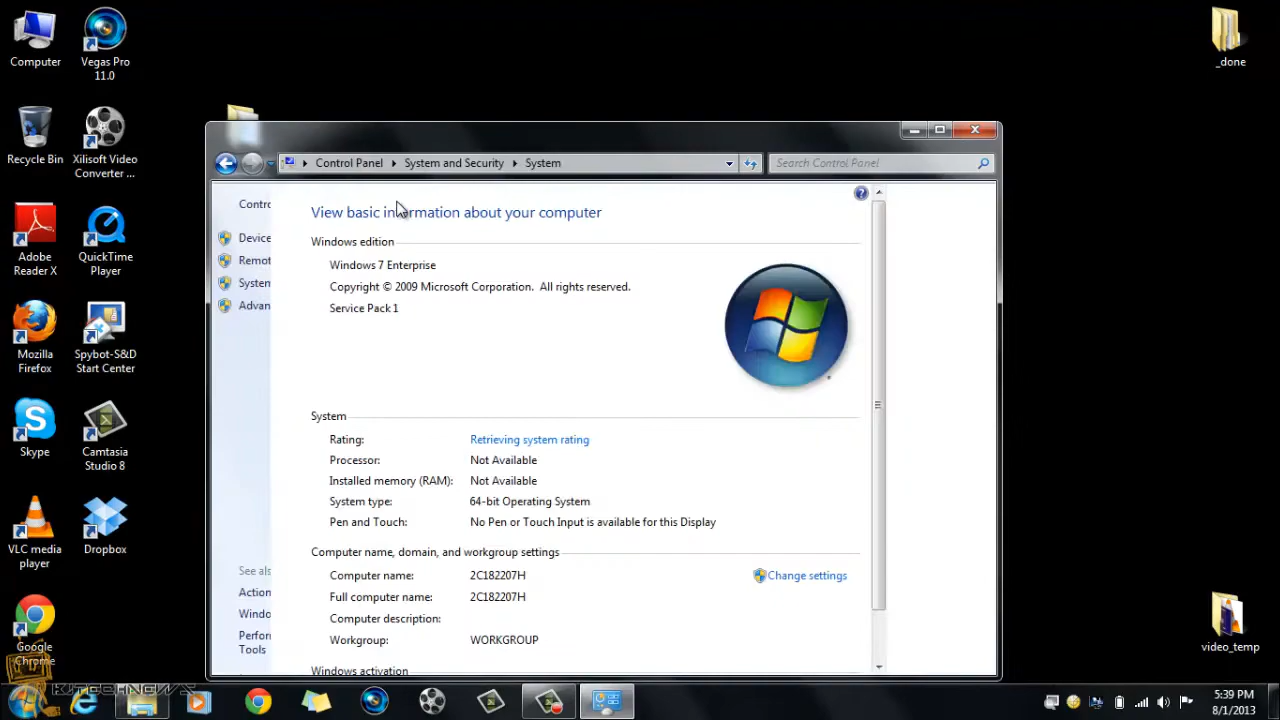 Computer
Vegas Pro
11.0
_done
Recycle Bin
Xilisoft Video
Converter ...
Control Panel
System and Security
System
Search Control Panel
Contro
View basic information about your computer
Device
Remot
System
Advan
Windows edition
Windows 7 Enterprise
Copyright © 2009 Microsoft Corporation. All rights reserved.
Service Pack 1
Adobe
Reader X
QuickTime
Player
Mozilla
Firefox
Spybot-S&D
Start Center
System
Rating:
Retrieving system rating
Processor:
Not Available
Installed memory (RAM):
Not Available
System type:
64-bit Operating System
Pen and Touch:
No Pen or Touch Input is available for this Display
Skype
Camtasia
Studio 8
VLC media
player
Dropbox
Computer name, domain, and workgroup settings
Computer name:
2C182207H
Change settings
Full computer name:
2C182207H
Computer description:
Workgroup:
WORKGROUP
See als
Action
Windo
Perfor
Tools
Windows activation
Google
Chrome
video_temp
5:39 PM
8/1/2013